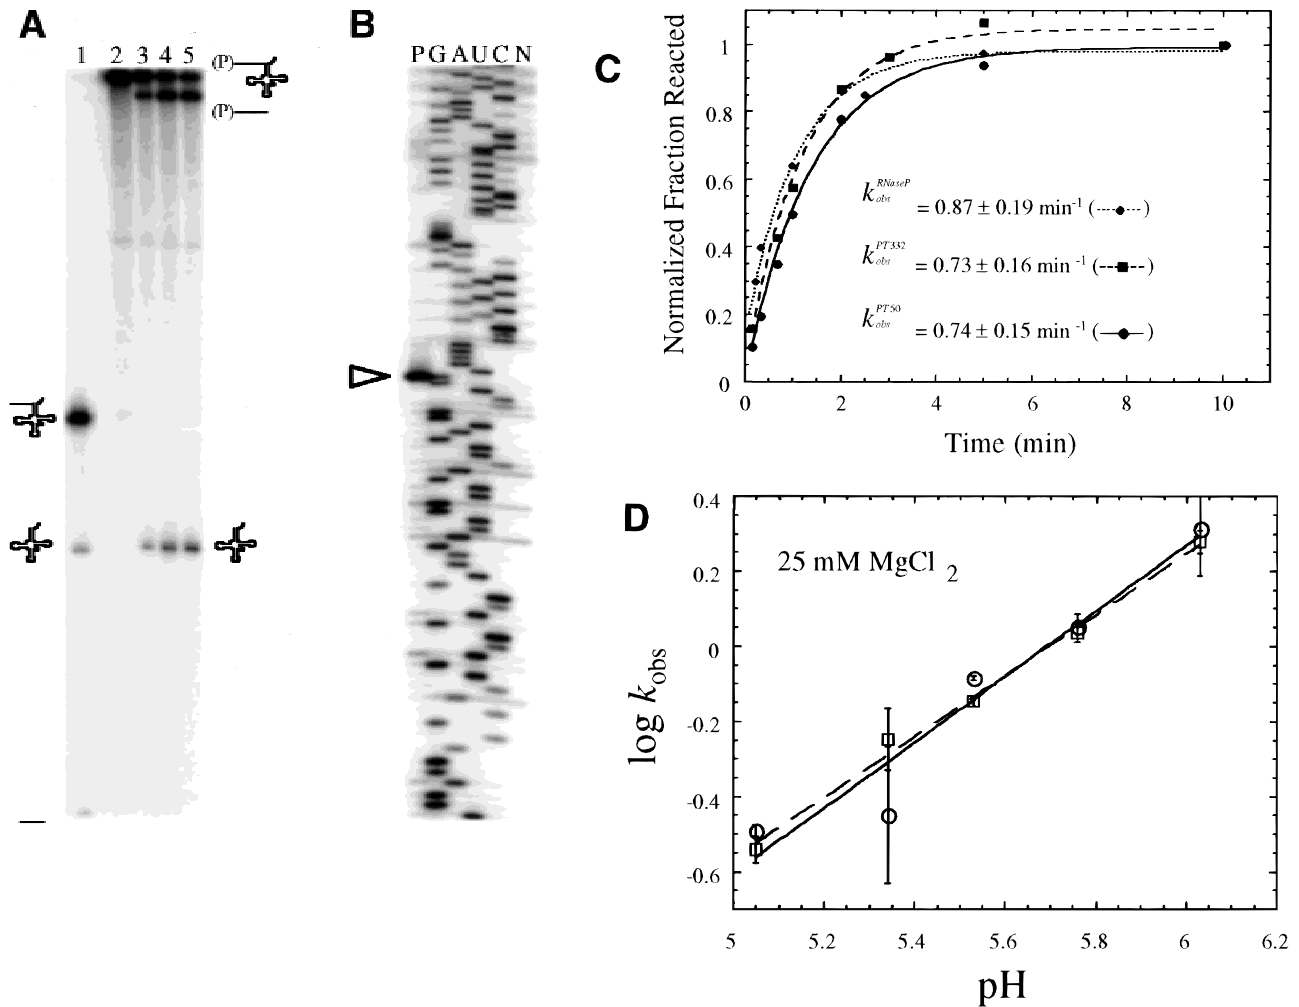 A
1 2 3 4 5
(P)
(P)
B
P G A U C N
C
Normalized Fraction Reacted
1
0.8
0.6
0.4
0.2
0
k obs RNaseP = 0.87 ± 0.19 min-1 ( )
k obs PT332 = 0.73 ± 0.16 min -1 ( )
k obs PT50 = 0.74 ± 0.15 min -1 ( )
0 2 4 6 8 10
Time (min)
D
log kobs
0.4
0.2
0
-0.2
-0.4
-0.6
25 mM MgCl 2
5 5.2 5.4 5.6 5.8 6 6.2
pH